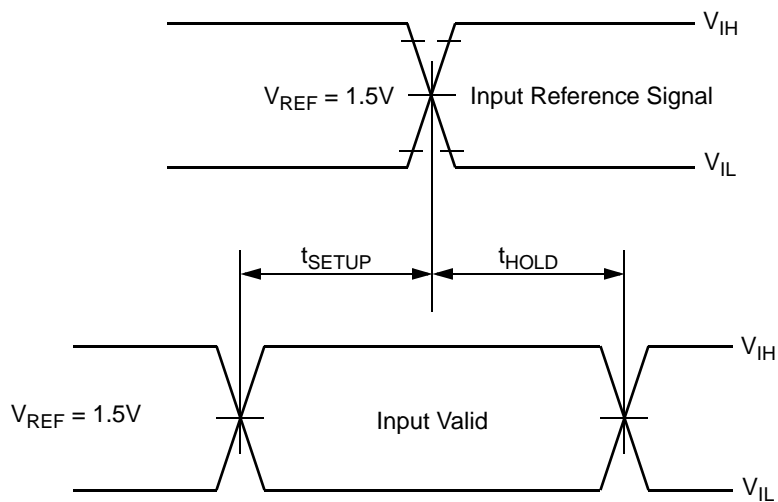 V_IH
V_REF = 1.5V
Input Reference Signal
V_IL
t_SETUP
t_HOLD
V_IH
V_REF = 1.5V
Input Valid
V_IL